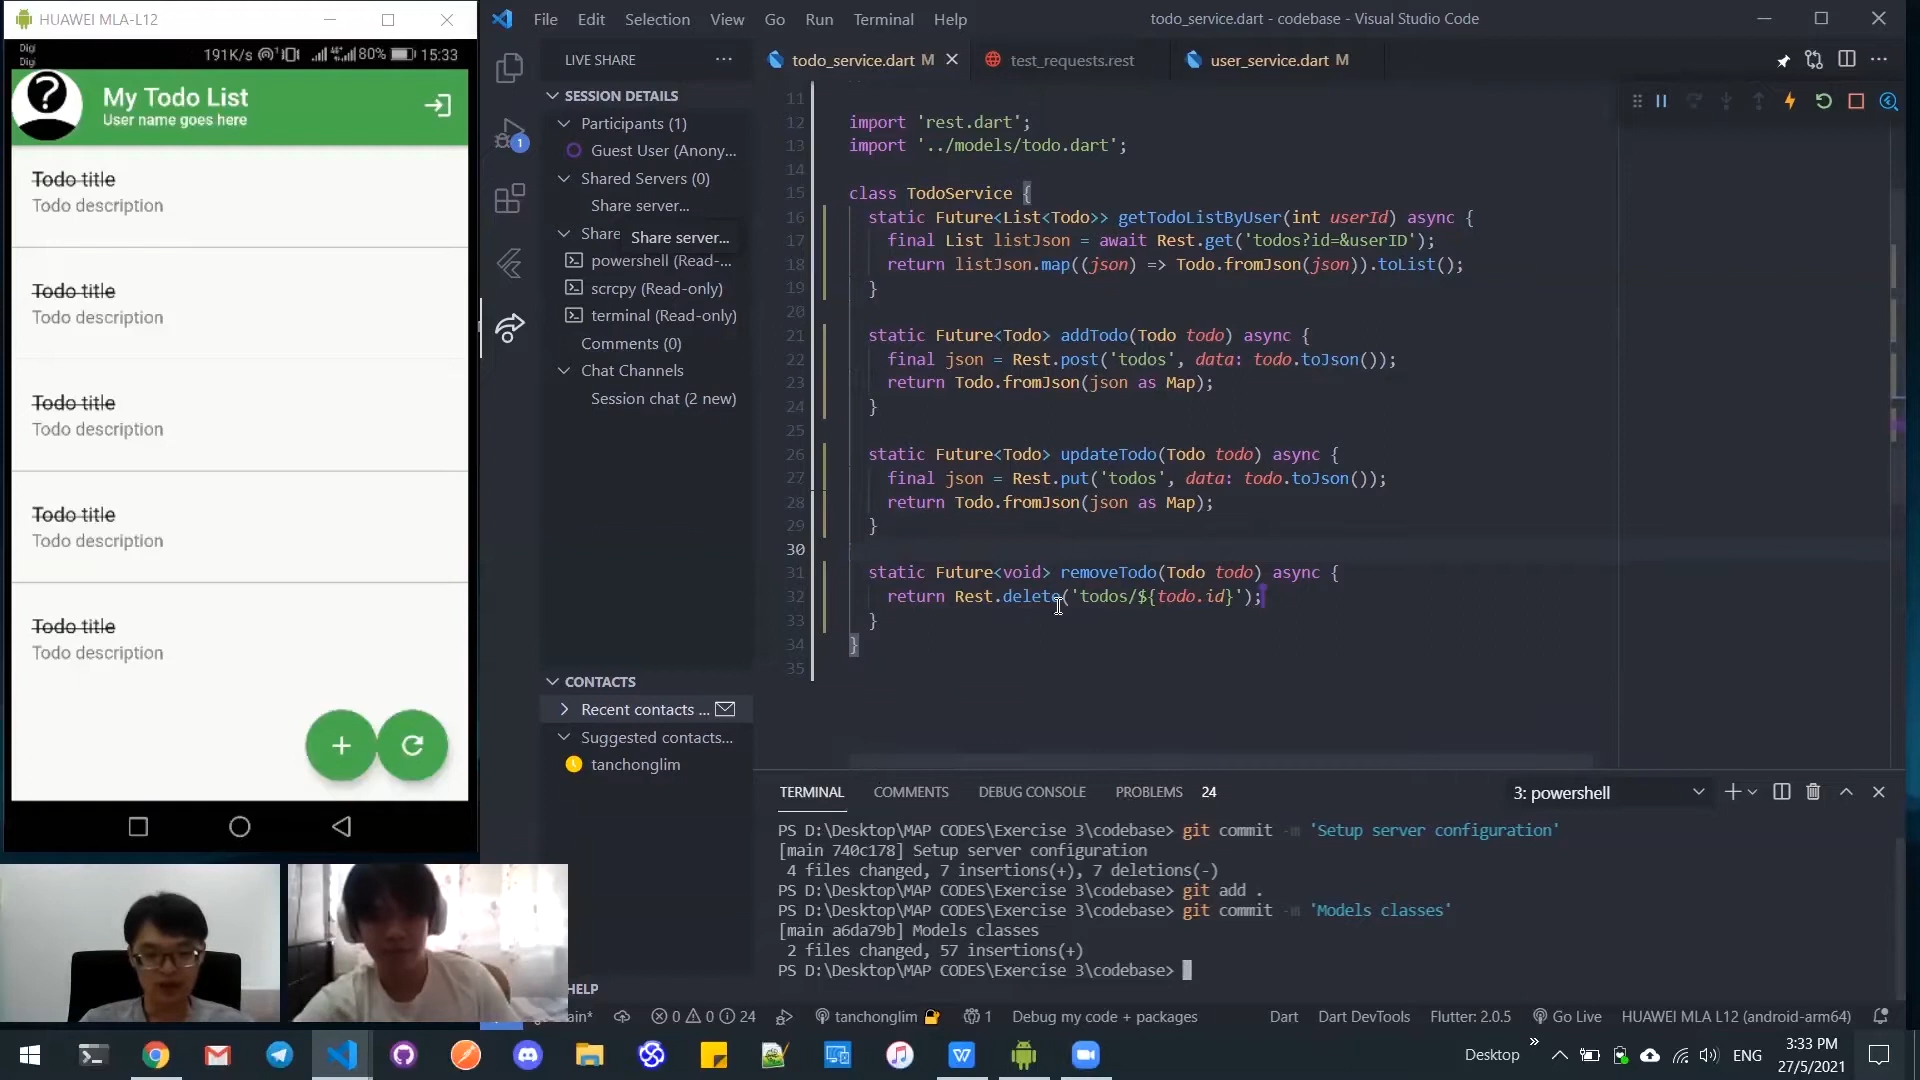 HUAWEI MLA-L12
Digi
Digi
191K/s
80%
15:33
My Todo List
User name goes here
Todo title
Todo description
Todo title
Todo description
Todo title
Todo description
Todo title
Todo description
Todo title
Todo description
File Edit Selection View Go Run Terminal Help
todo_service.dart - codebase - Visual Studio Code
LIVE SHARE
SESSION DETAILS
Participants (1)
Guest User (Anony...
Shared Servers (0)
Share server...
Share
Share server...
powershell (Read-...
scrcpy (Read-only)
terminal (Read-only)
Comments (0)
Chat Channels
Session chat (2 new)
CONTACTS
Recent contacts ...
Suggested contacts...
tanchonglim
HELP
1
todo_service.dart M
test_requests.rest
user_service.dart M
11
12 import 'rest.dart';
13 import '../models/todo.dart';
14
15 class TodoService {
16 static Future<List<Todo>> getTodoListByUser(int userId) async {
17 final List listJson = await Rest.get('todos?id=&userID');
18 return listJson.map((json) => Todo.fromJson(json)).toList();
19 }
20
21 static Future<Todo> addTodo(Todo todo) async {
22 final json = Rest.post('todos', data: todo.toJson());
23 return Todo.fromJson(json as Map);
24 }
25
26 static Future<Todo> updateTodo(Todo todo) async {
27 final json = Rest.put('todos', data: todo.toJson());
28 return Todo.fromJson(json as Map);
29 }
30
31 static Future<void> removeTodo(Todo todo) async {
32 return Rest.delete('todos/${todo.id}');
33 }
34 }
35
TERMINAL COMMENTS DEBUG CONSOLE PROBLEMS 24
3: powershell
PS D:\Desktop\MAP CODES\Exercise 3\codebase> git commit -m 'Setup server configuration'
[main 740c178] Setup server configuration
4 files changed, 7 insertions(+), 7 deletions(-)
PS D:\Desktop\MAP CODES\Exercise 3\codebase> git add .
PS D:\Desktop\MAP CODES\Exercise 3\codebase> git commit -m 'Models classes'
[main a6da79b] Models classes
2 files changed, 57 insertions(+)
PS D:\Desktop\MAP CODES\Exercise 3\codebase>
0 0 24 tanchonglim 1 Debug my code + packages Dart Dart DevTools Flutter: 2.0.5 Go Live HUAWEI MLA L12 (android-arm64)
Desktop
ENG
3:33 PM
27/5/2021